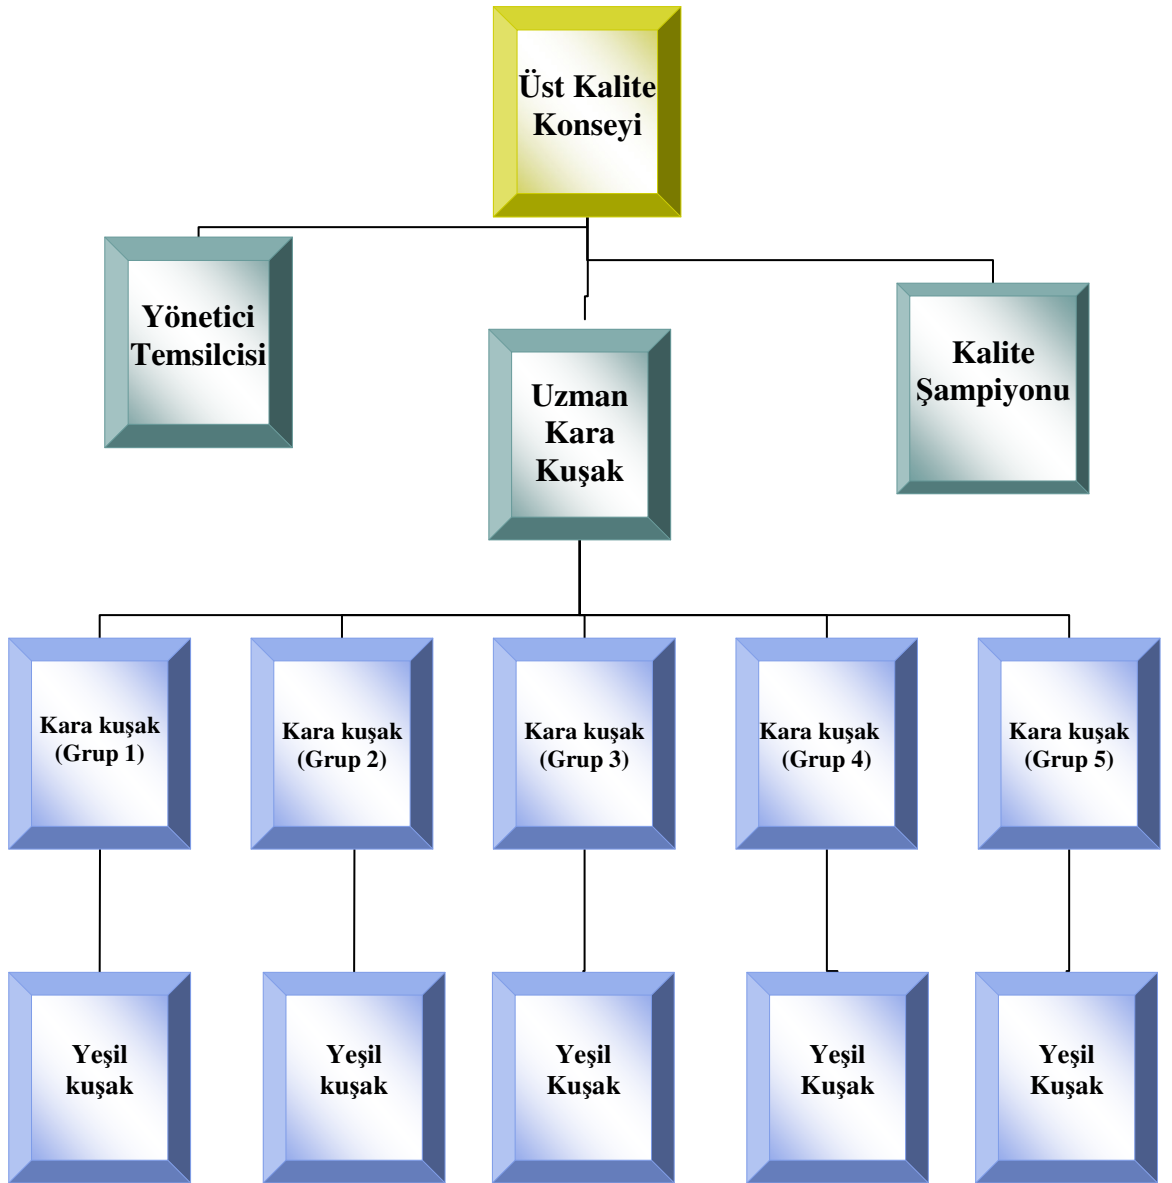 Üst Kalite
Konseyi
Yönetici
Temsilcisi
Uzman
Kara
Kuşak
Kalite
Şampiyonu
Kara kuşak
(Grup 1)
Kara kuşak
(Grup 2)
Kara kuşak
(Grup 3)
Kara kuşak
(Grup 4)
Kara kuşak
(Grup 5)
Yeşil
kuşak
Yeşil
kuşak
Yeşil
Kuşak
Yeşil
Kuşak
Yeşil
Kuşak